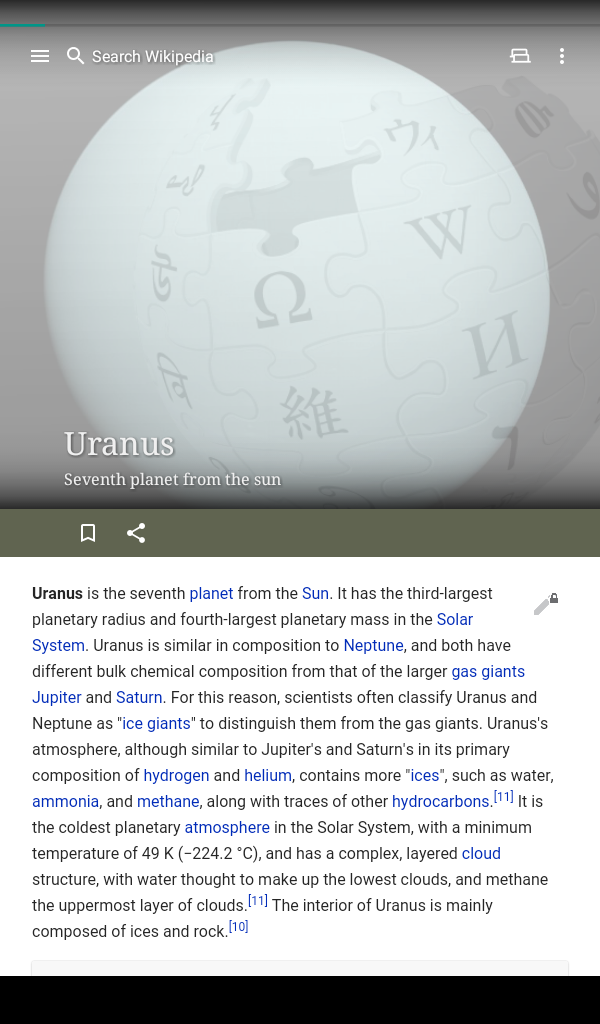 Search Wikipedia
ウィ
W
Ω
И
維
Uranus
Seventh planet from the sun
Uranus is the seventh planet from the Sun. It has the third-largest
planetary radius and fourth-largest planetary mass in the Solar
System. Uranus is similar in composition to Neptune, and both have
different bulk chemical composition from that of the larger gas giants
Jupiter and Saturn. For this reason, scientists often classify Uranus and
Neptune as "ice giants" to distinguish them from the gas giants. Uranus's
atmosphere, although similar to Jupiter's and Saturn's in its primary
composition of hydrogen and helium, contains more "ices", such as water,
ammonia, and methane, along with traces of other hydrocarbons.[11] It is
the coldest planetary atmosphere in the Solar System, with a minimum
temperature of 49 K (−224.2 °C), and has a complex, layered cloud
structure, with water thought to make up the lowest clouds, and methane
the uppermost layer of clouds.[11] The interior of Uranus is mainly
composed of ices and rock.[10]